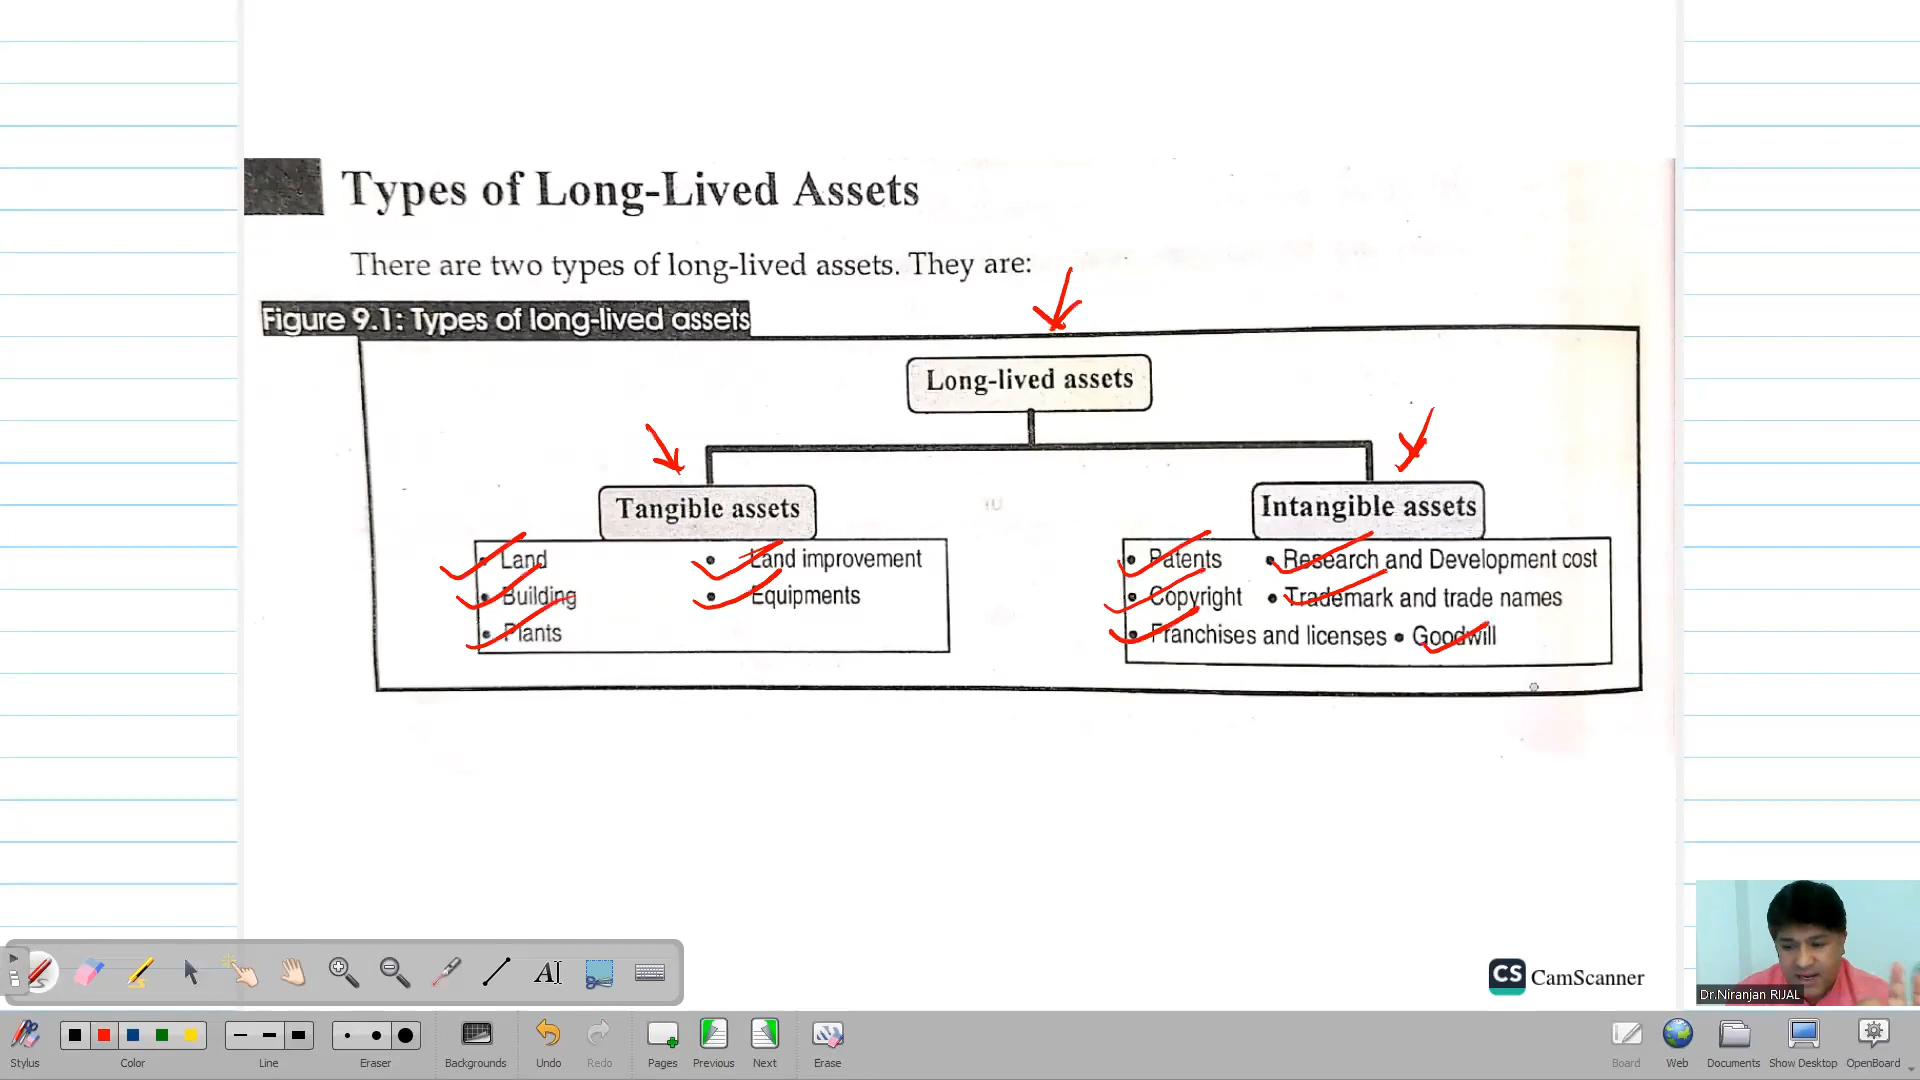 Types of Long-Lived Assets
There are two types of long-lived assets. They are:
Figure 9.1: Types of long-lived assets
Long-lived assets
Tangible assets
• Land
• Building
• Plants
• Land improvement
• Equipments
Intangible assets
• Patents • Research and Development cost
• Copyright • Trademark and trade names
• Franchises and licenses • Goodwill
CS CamScanner
Dr.Niranjan RIJAL
Stylus
Color
Line
Eraser
Backgrounds
Undo
Redo
Pages
Previous
Next
Erase
Board
Web
Documents
Show Desktop
OpenBoard